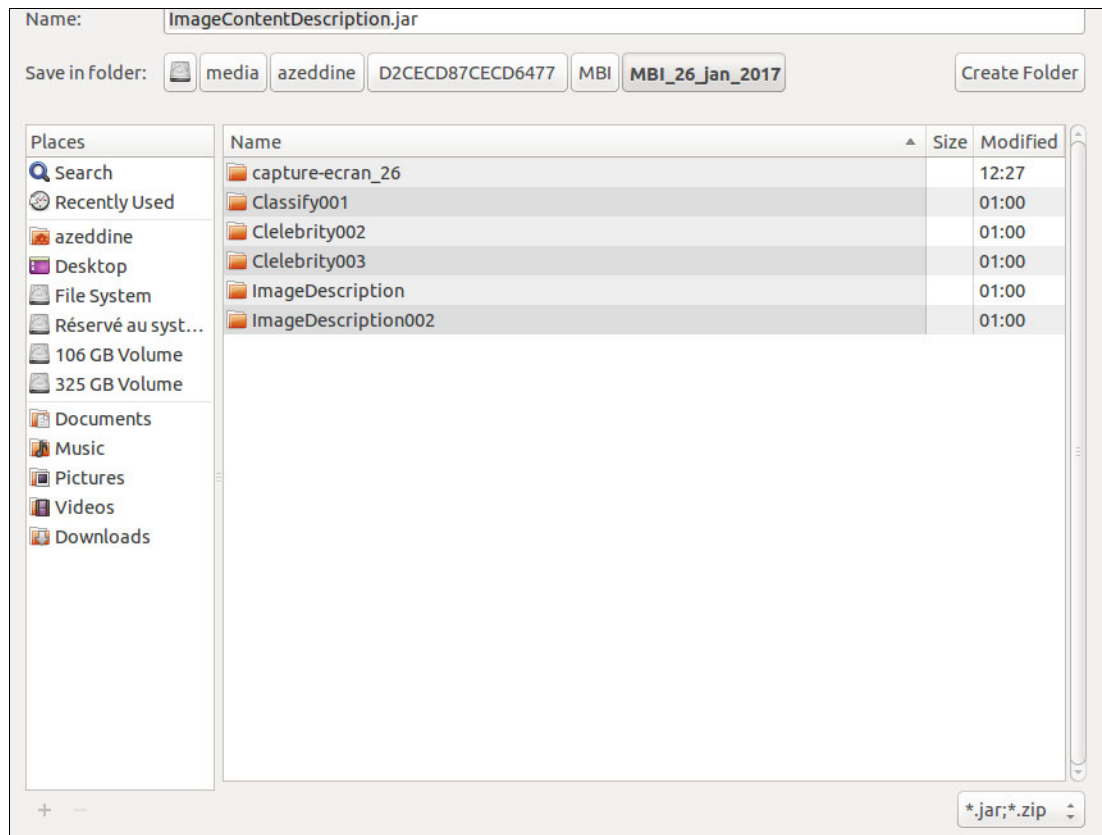 Name: ImageContentDescription.jar
Save in folder: media azeddine D2CECD87CECD6477 MBI MBI_26_jan_2017 Create Folder
Places
Search
Recently Used
azeddine
Desktop
File System
Réservé au syst...
106 GB Volume
325 GB Volume
Documents
Music
Pictures
Videos
Downloads
Name Size Modified
capture-ecran_26 12:27
Classify001 01:00
Clelebrity002 01:00
Clelebrity003 01:00
ImageDescription 01:00
ImageDescription002 01:00
*.jar;*.zip